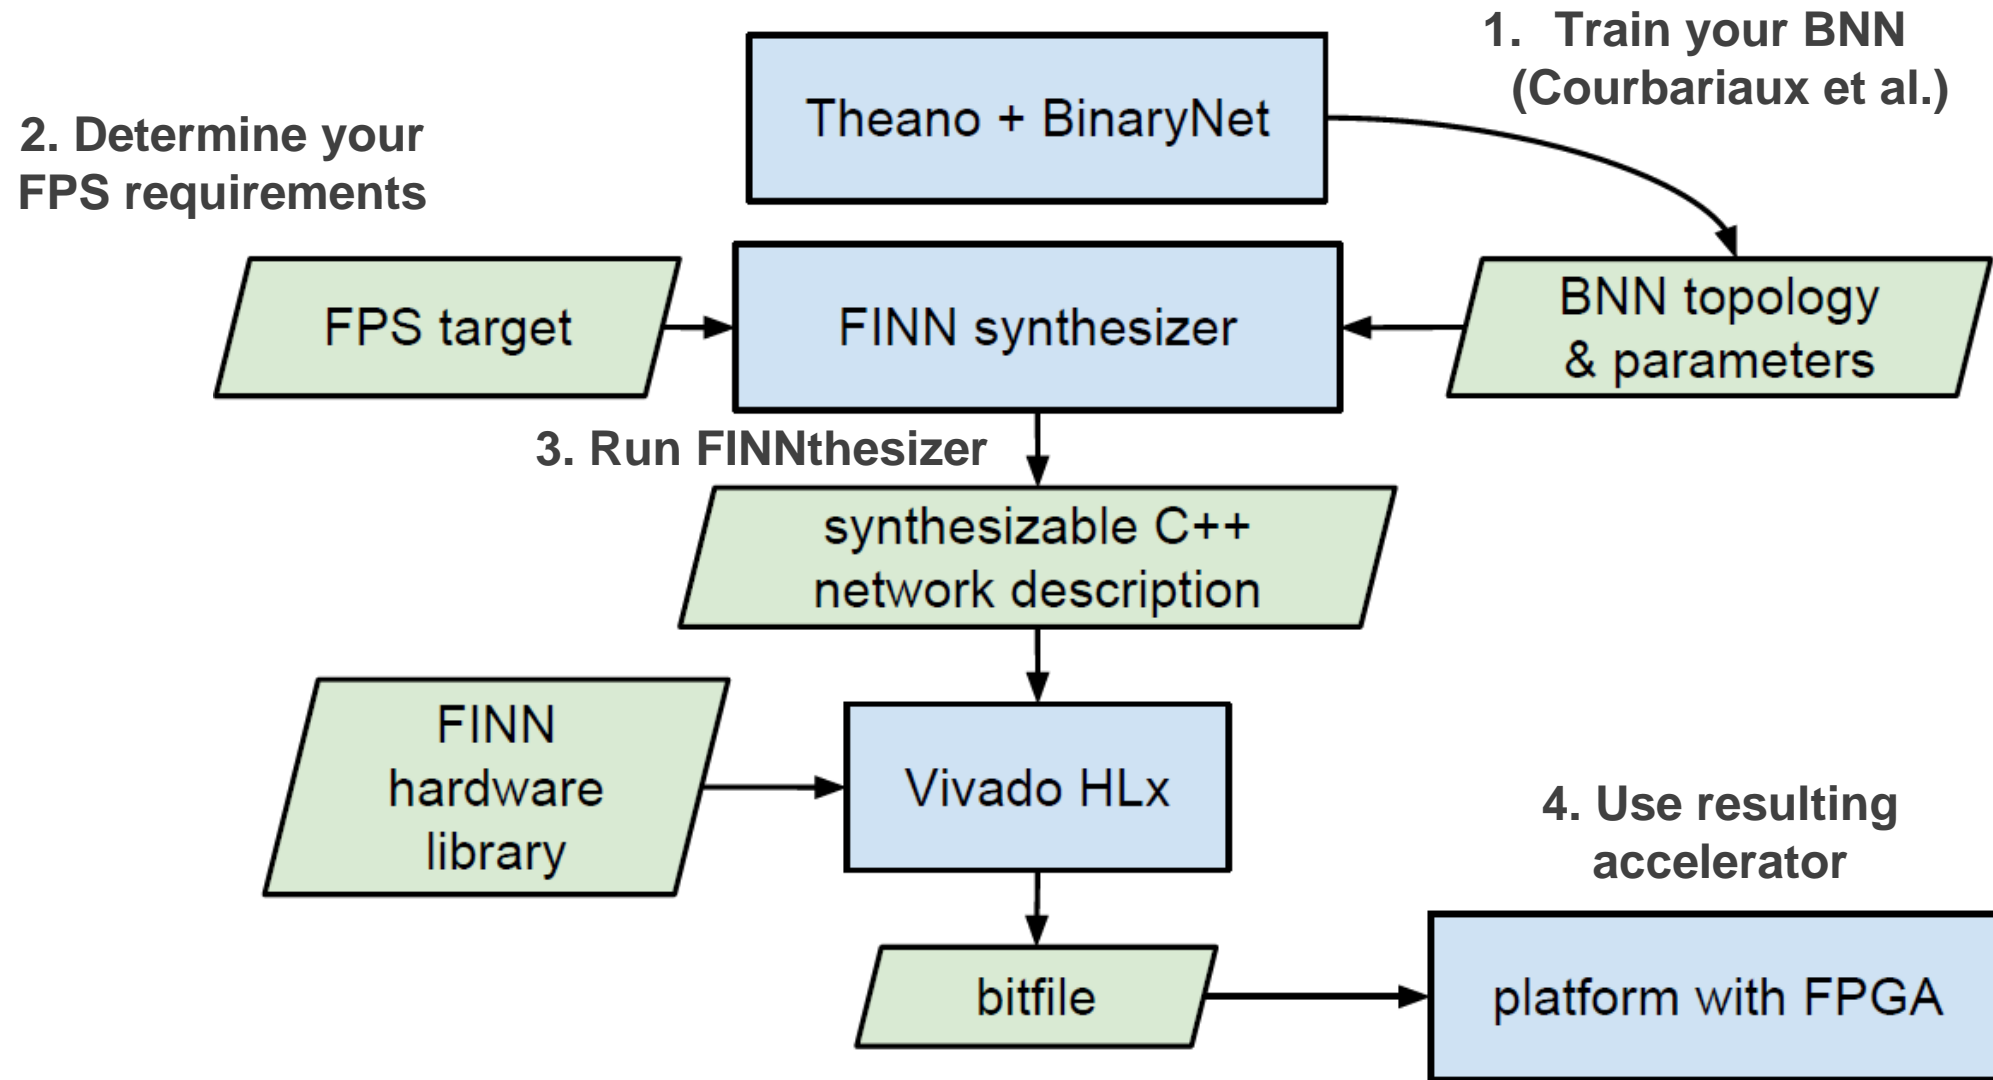 1. Train your BNN
(Courbariaux et al.)
Theano + BinaryNet
2. Determine your
FPS requirements
FPS target
FINN synthesizer
BNN topology
& parameters
3. Run FINNthesizer
synthesizable C++
network description
FINN
hardware
library
Vivado HLx
4. Use resulting
accelerator
bitfile
platform with FPGA